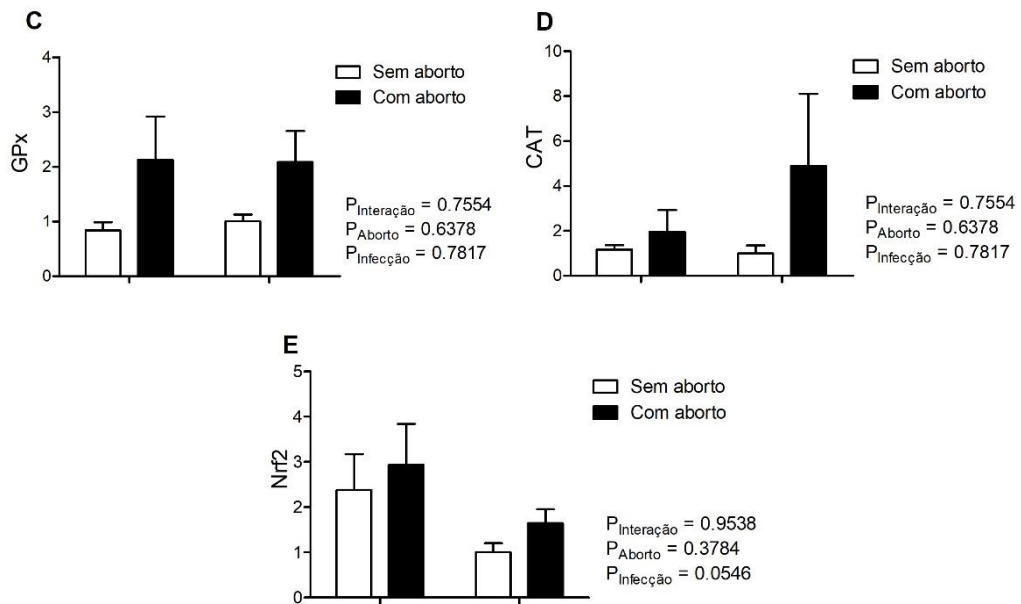 C
4
3
2
1
0
GPx
Sem aborto
Com aborto
PInteração = 0.7554
PAborto = 0.6378
PInfecção = 0.7817
D
10
8
6
4
2
0
CAT
Sem aborto
Com aborto
PInteração = 0.7554
PAborto = 0.6378
PInfecção = 0.7817
E
5
4
3
2
1
0
Nrf2
Sem aborto
Com aborto
PInteração = 0.9538
PAborto = 0.3784
PInfecção = 0.0546